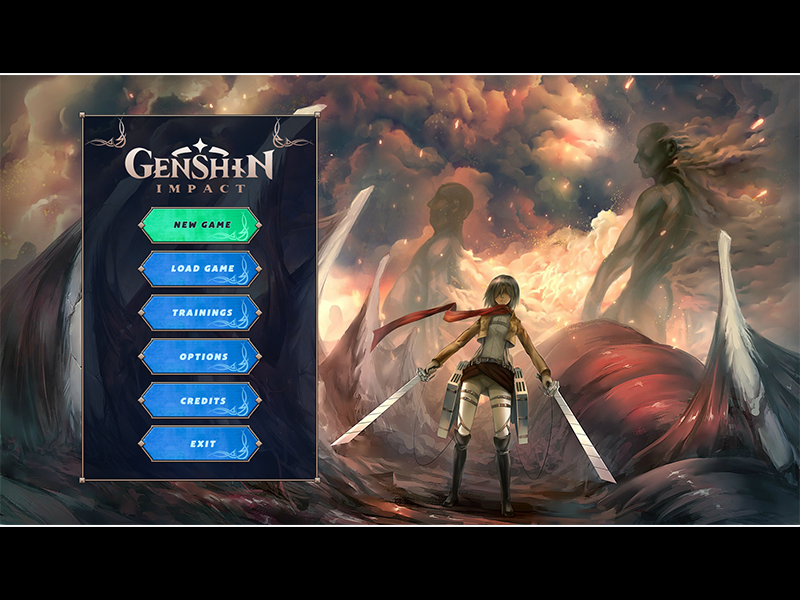 GENSHIN
IMPACT
NEW GAME
LOAD GAME
TRAININGS
OPTIONS
CREDITS
EXIT